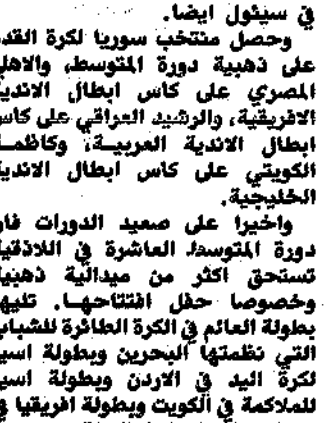 في سيئول ايضا.
وحصل منتخب سوريا لكرة القدم
على ذهبية دورة المتوسط، والاهلي
المصري على كاس ابطال الاندية
الافريقية، والرشيد العراقي على كاس
ابطال الاندية العربية، وكاظمة
الكويتي على كاس ابطال الاندية
الخليجية.
واخيرا على صعيد الدورات فان
دورة المتوسط العاشرة في اللاذقية
تستحق اكثر من ميدالية ذهبية
وخصوصا حفل افتتاحها. تليها
بطولة العالم في الكرة الطائرة للشباب
التي نظمتها البحرين وبطولة اسيا
لكرة اليد في الاردن وبطولة اسيا
للملاكمة في الكويت وبطولة افريقيا في